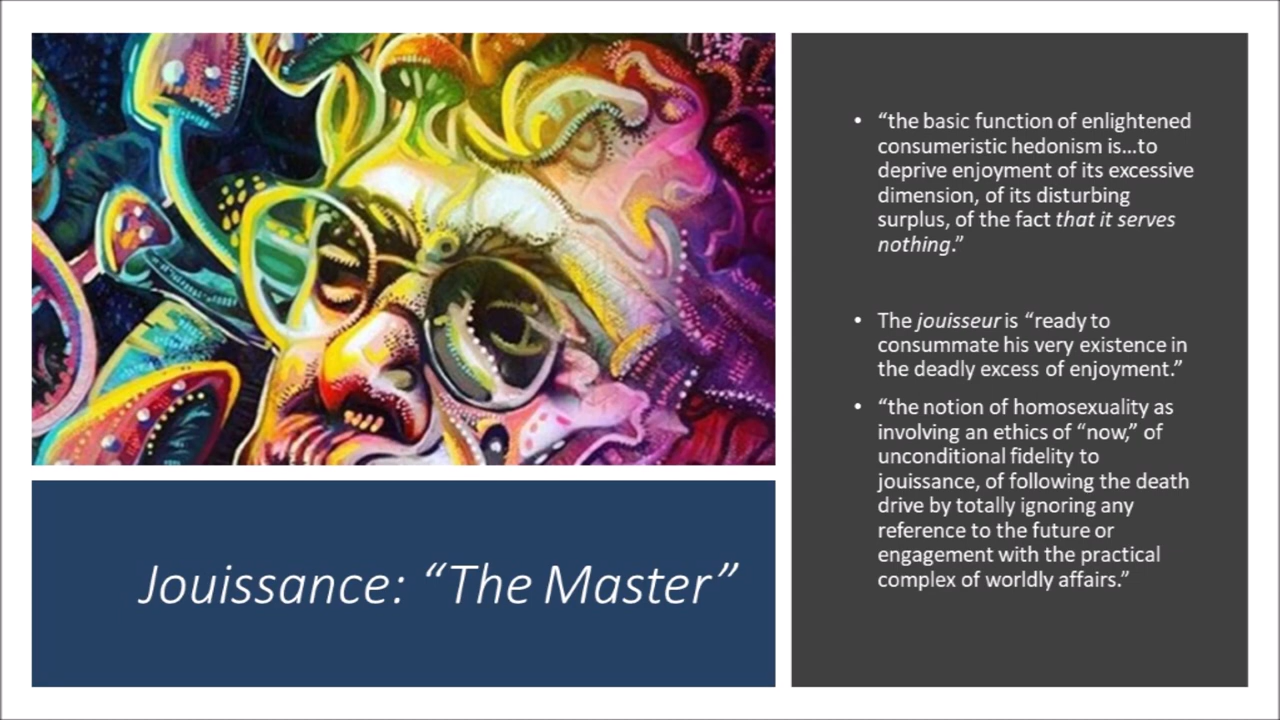 Jouissance: “The Master”
• “the basic function of enlightened
consumeristic hedonism is...to
deprive enjoyment of its excessive
dimension, of its disturbing
surplus, of the fact that it serves
nothing.”
• The jouisseur is “ready to
consummate his very existence in
the deadly excess of enjoyment.”
• “the notion of homosexuality as
involving an ethics of “now,” of
unconditional fidelity to
jouissance, of following the death
drive by totally ignoring any
reference to the future or
engagement with the practical
complex of worldly affairs.”